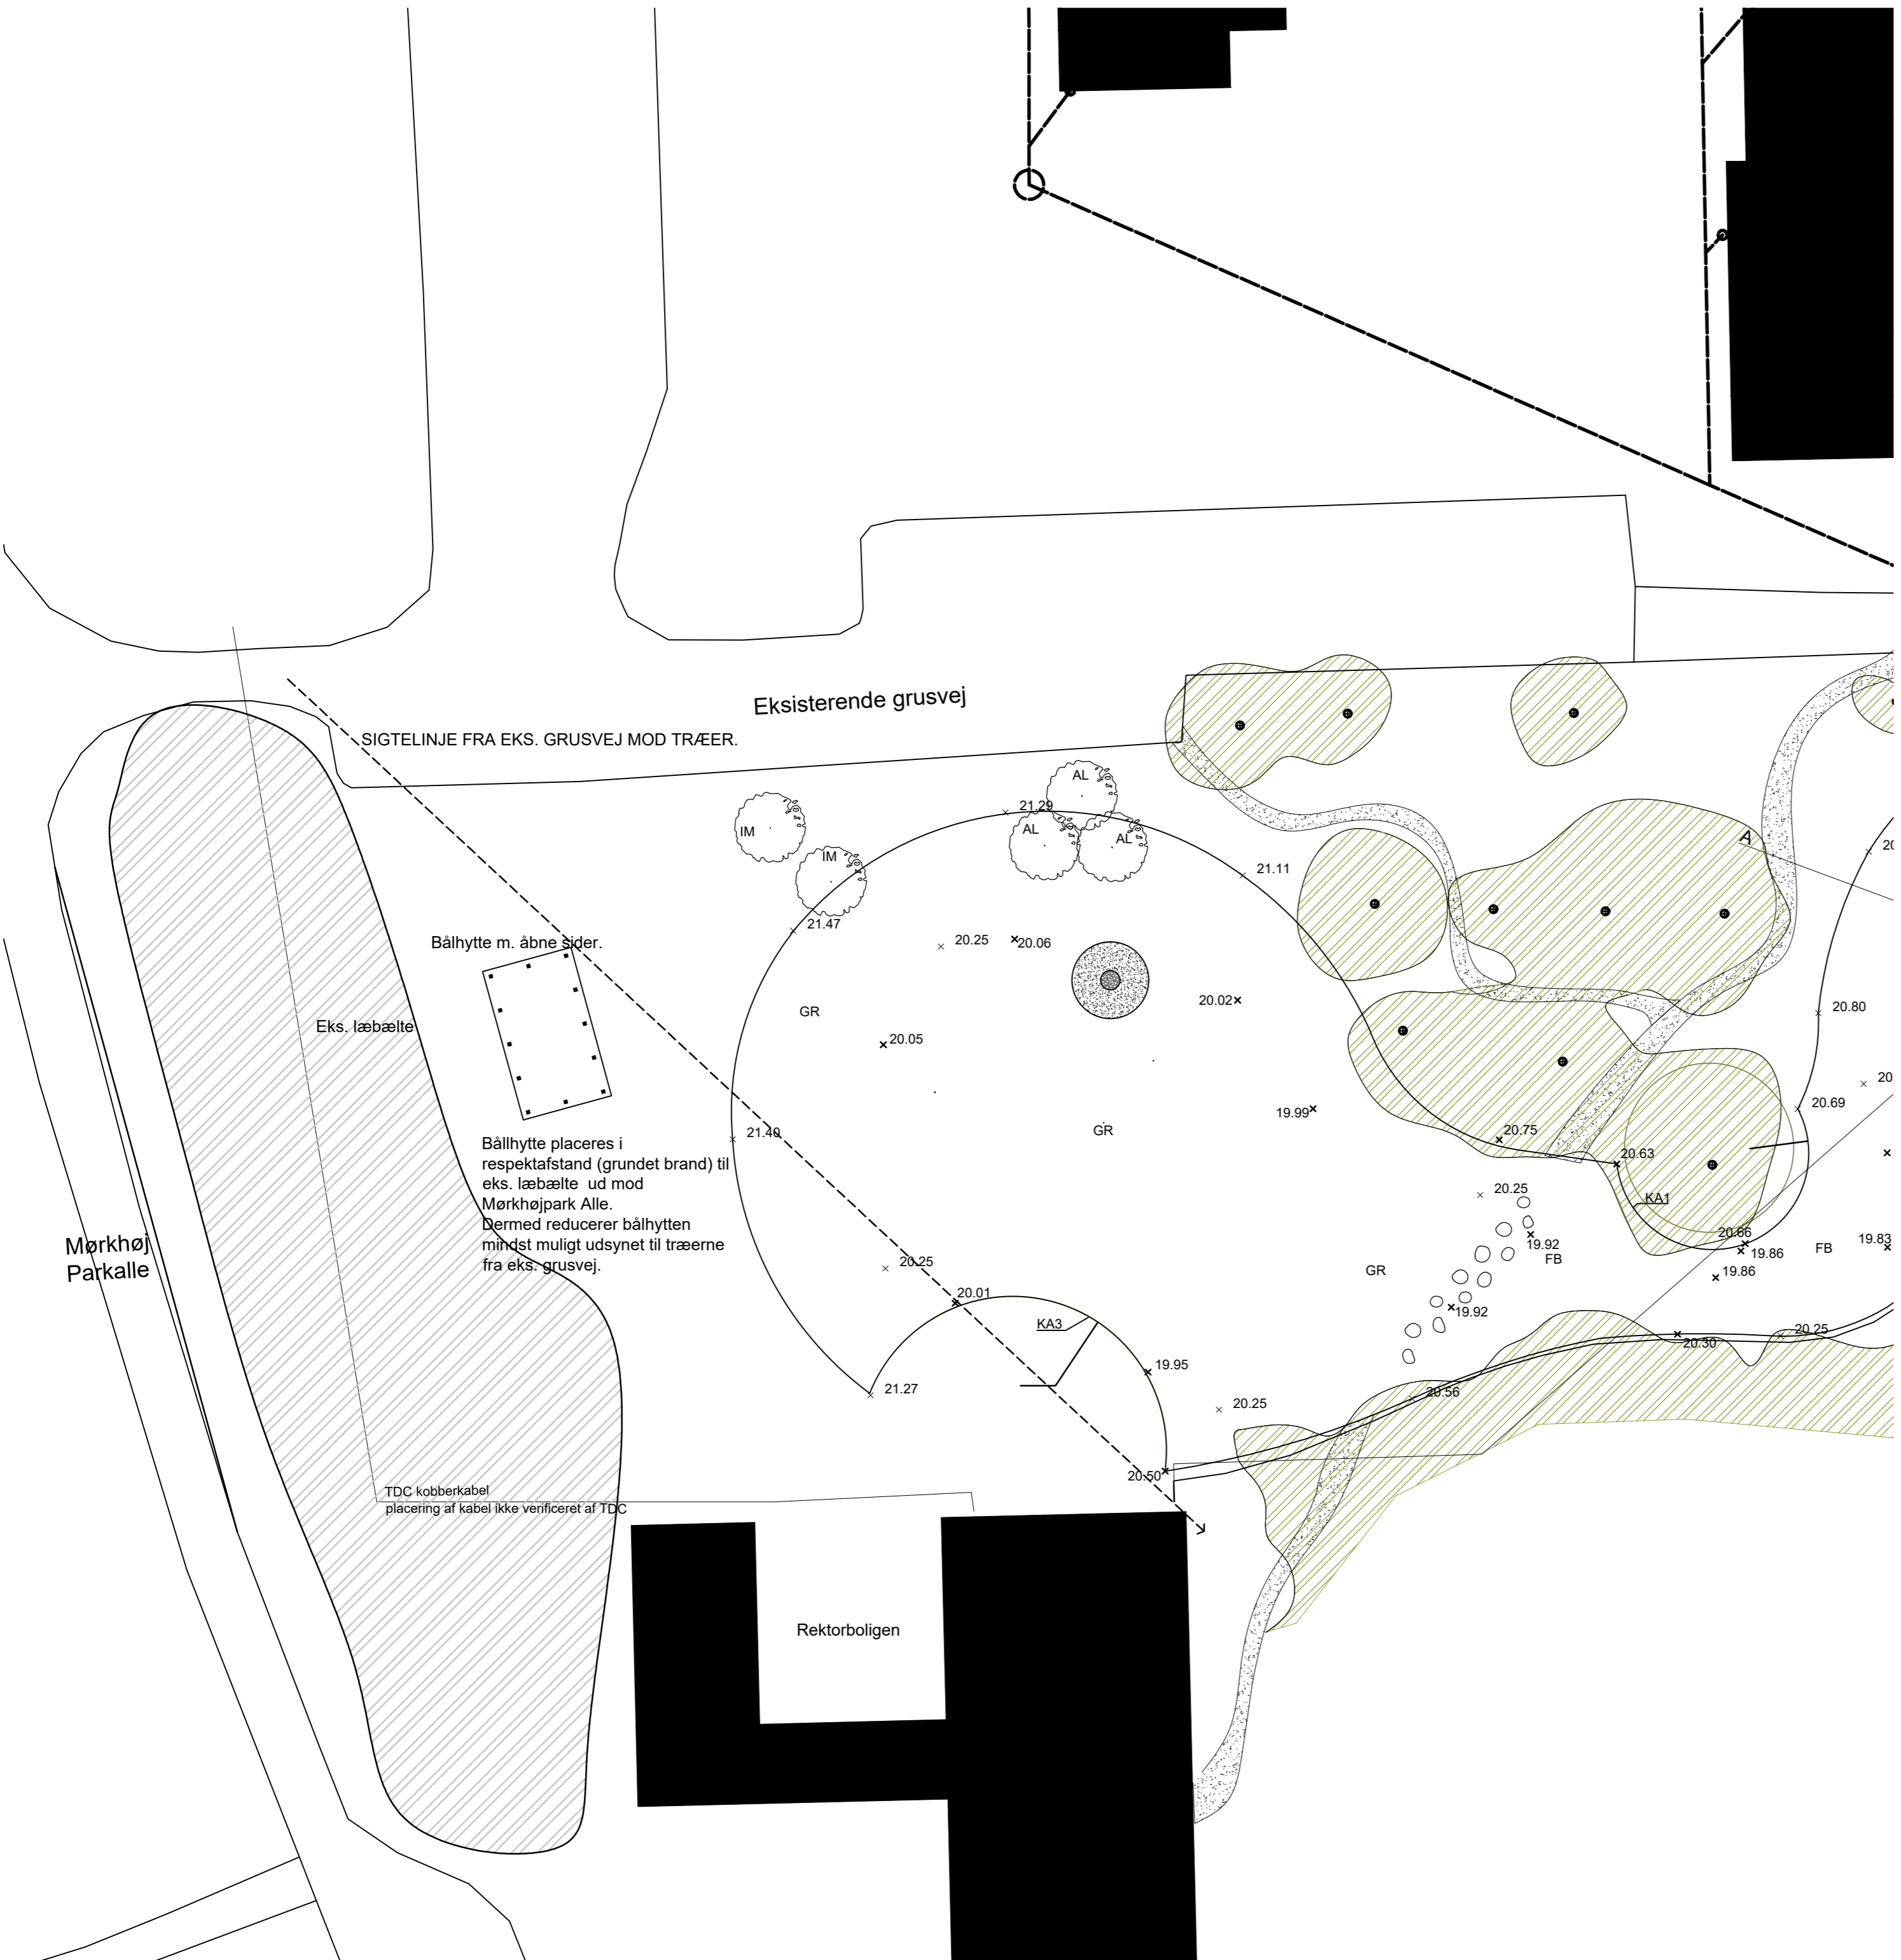 Eksisterende grusvej
SIGTELINJE FRA EKS. GRUSVEJ MOD TRÆER.
AL
21.29
IM
AL
AL
A
20
IM
21.11
21.47
Bålhytte m. åbne sider.
20.25
20.06
20.02
20.80
GR
Eks. læbælte
20.05
20
19.99
20.69
21.40
GR
20.75
Bållhytte placeres i
respektafstand (grundet brand) til
eks. læbælte ud mod
Mørkhøjpark Alle.
Dermed reducerer bålhytten
mindst muligt udsynet til træerne
fra eks. grusvej.
20.63
20.25
KA1
Mørkhøj
Parkalle
20.66
19.83
19.92
FB
19.86
FB
20.25
GR
19.86
20.01
19.92
KA3
20.25
20.30
19.95
21.27
20.56
20.25
20.50
TDC kobberkabel
placering af kabel ikke verificeret af TDC
Rektorboligen